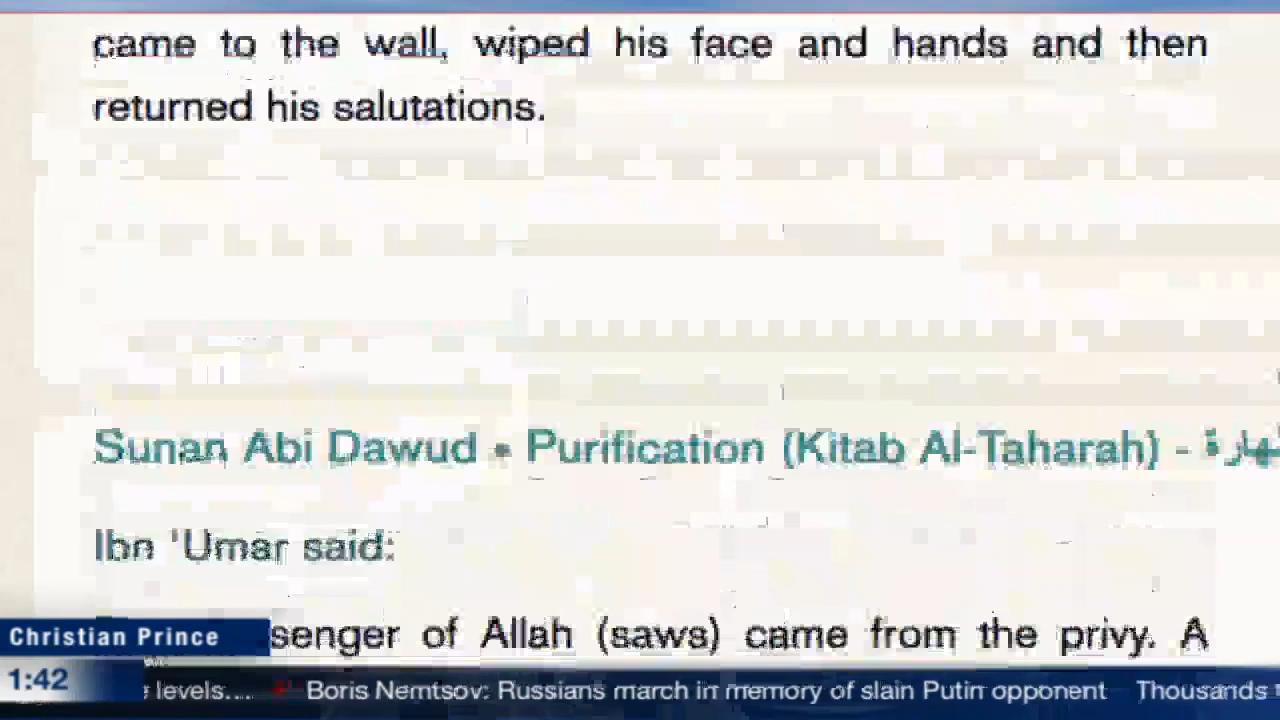 came to the wall, wiped his face and hands and then
returned his salutations.
Sunan Abi Dawud • Purification (Kitab Al-Taharah) -
Ibn 'Umar said:
senger of Allah (saws) came from the privy. A
Christian Prince
1:42
levels.... Boris Nemtsov: Russians march in memory of slain Putin opponent Thousands